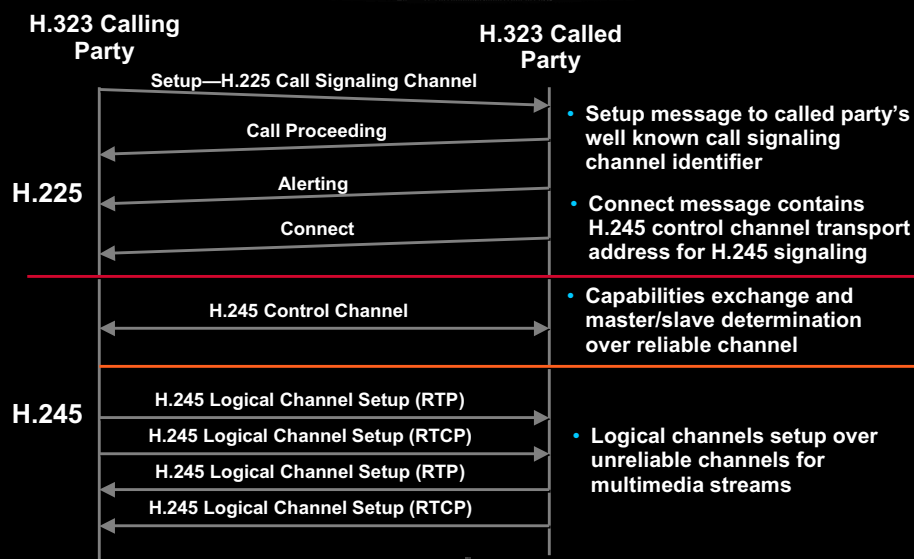 H.323 Calling
Party
H.323 Called
Party
Setup—H.225 Call Signaling Channel
Call Proceeding
Alerting
Connect
H.225
• Setup message to called party's
well known call signaling
channel identifier
• Connect message contains
H.245 control channel transport
address for H.245 signaling
H.245 Control Channel
• Capabilities exchange and
master/slave determination
over reliable channel
H.245
H.245 Logical Channel Setup (RTP)
H.245 Logical Channel Setup (RTCP)
H.245 Logical Channel Setup (RTP)
H.245 Logical Channel Setup (RTCP)
• Logical channels setup over
unreliable channels for
multimedia streams